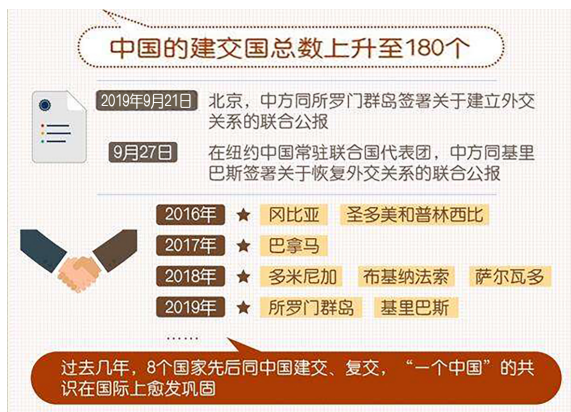 中国的建交国总数上升至180个
2019年9月21日 北京，中方同所罗门群岛签署关于建立外交
关系的联合公报
9月27日 在纽约中国常驻联合国代表团，中方同基里
巴斯签署关于恢复外交关系的联合公报
2016年 ★ 冈比亚 圣多美和普林西比
2017年 ★ 巴拿马
2018年 ★ 多米尼加 布基纳法索 萨尔瓦多
2019年 ★ 所罗门群岛 基里巴斯
……
过去几年，8个国家先后同中国建交、复交，“一个中国”的共
识在国际上愈发巩固